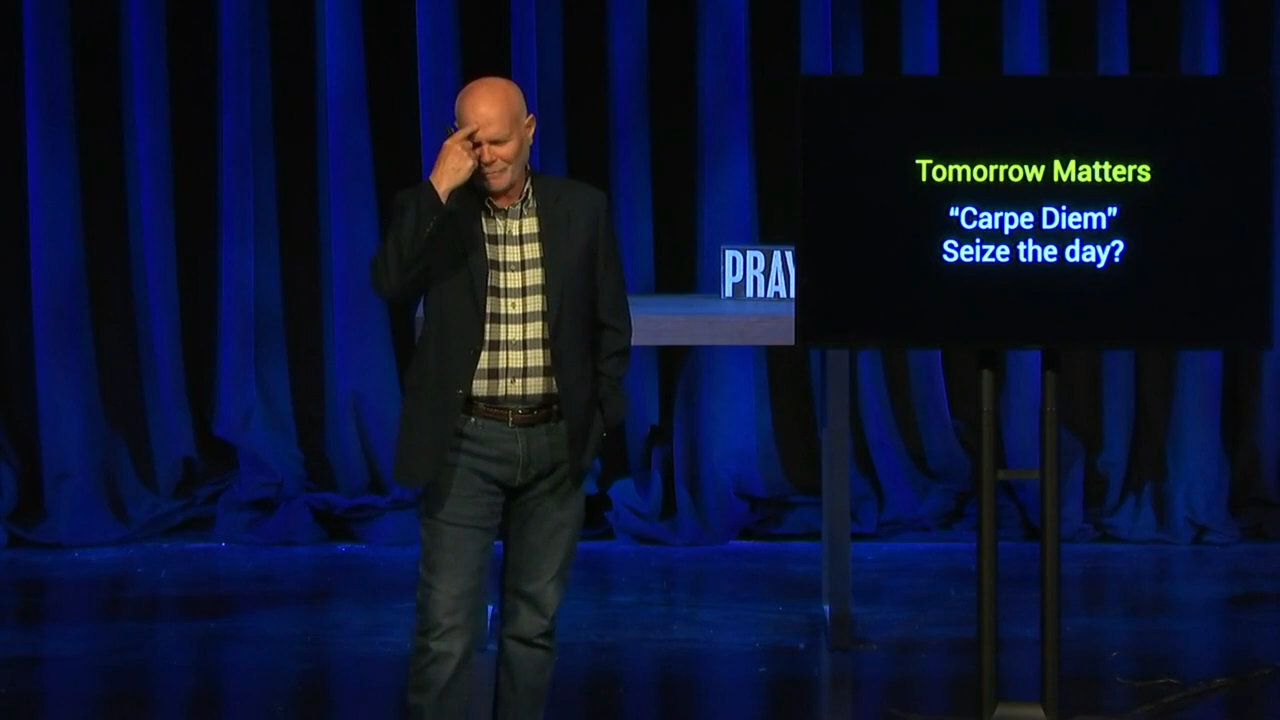 Tomorrow Matters
“Carpe Diem”
Seize the day?
PRAY